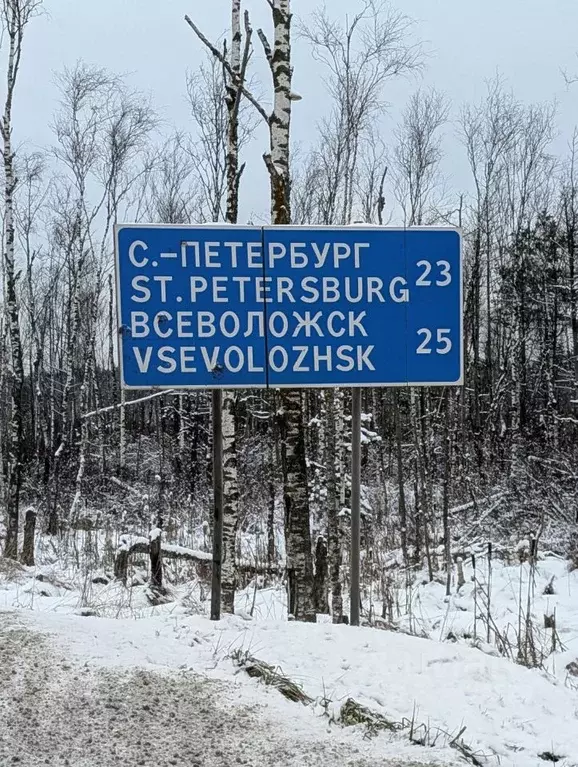 С.-ПЕТЕРБУРГ
ST.PETERSBURG 23
ВСЕВОЛОЖСК
VSEVOLOZHSK 25